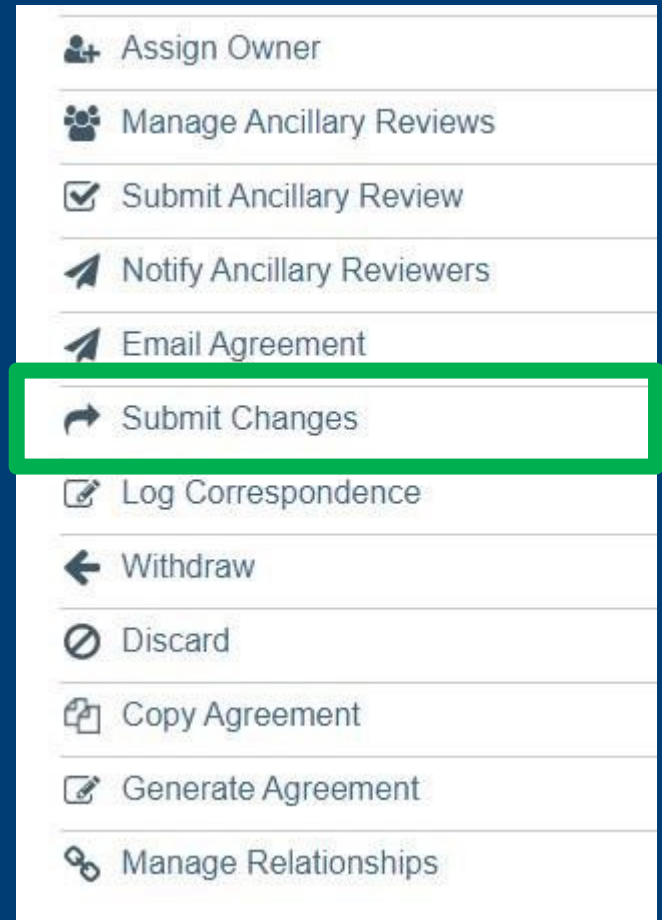 Assign Owner
Manage Ancillary Reviews
Submit Ancillary Review
Notify Ancillary Reviewers
Email Agreement
Submit Changes
Log Correspondence
Withdraw
Discard
Copy Agreement
Generate Agreement
Manage Relationships